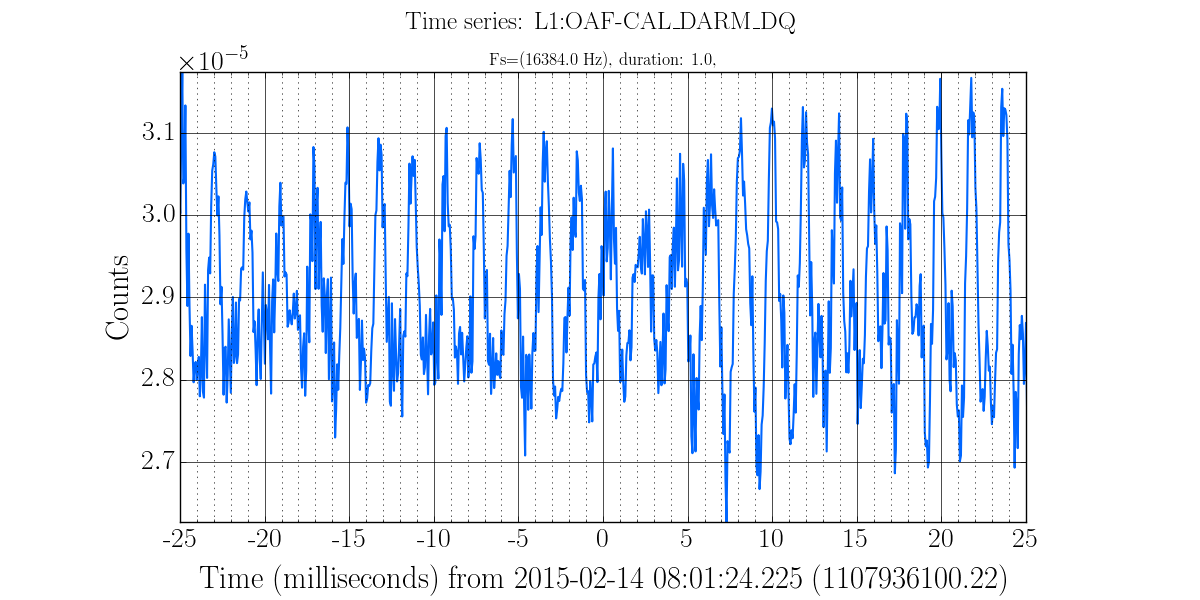 Time series: L1:OAF-CAL_DARM_DQ
Fs=(16384.0 Hz), duration: 1.0,
×10⁻⁵
3.1
3.0
2.9
2.8
2.7
Counts
-25 -20 -15 -10 -5 0 5 10 15 20 25
Time (milliseconds) from 2015-02-14 08:01:24.225 (1107936100.22)